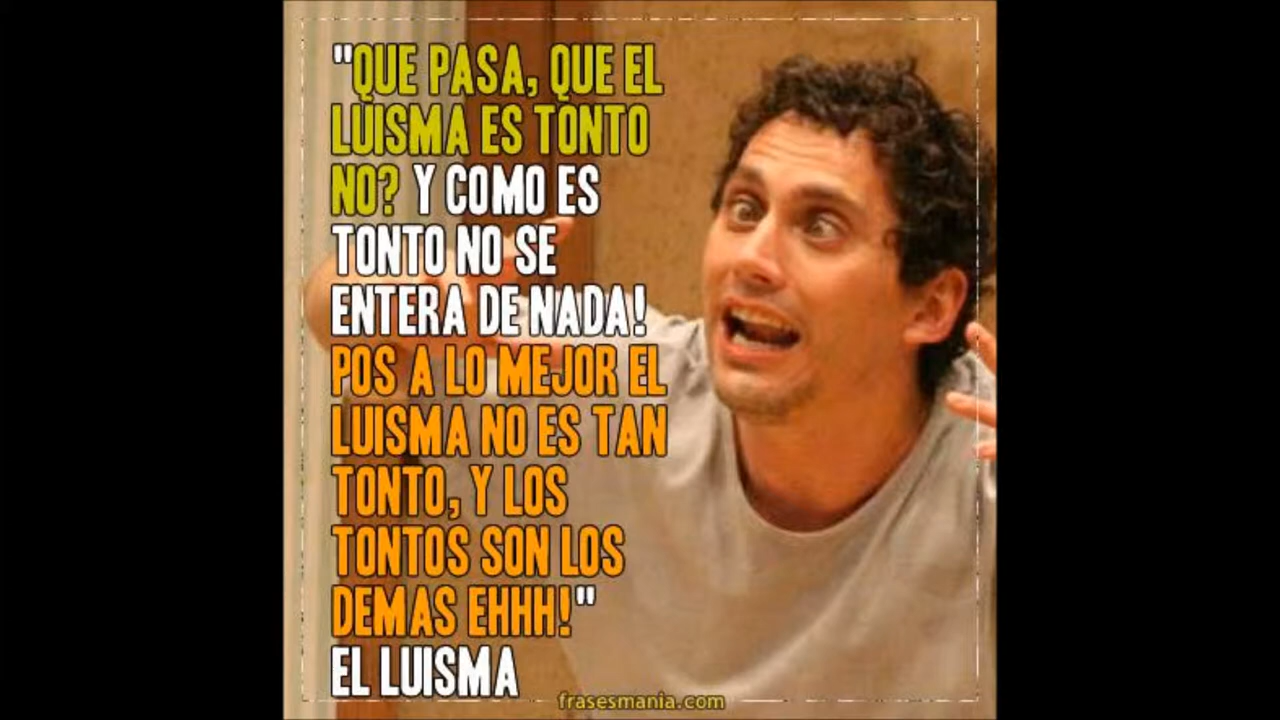 "QUE PASA, QUE EL
LUISMA ES TONTO
NO? Y COMO ES
TONTO NO SE
ENTERA DE NADA!
POS A LO MEJOR EL
LUISMA NO ES TAN
TONTO, Y LOS
TONTOS SON LOS
DEMAS EHHH!"
EL LUISMA
frasesmania.com